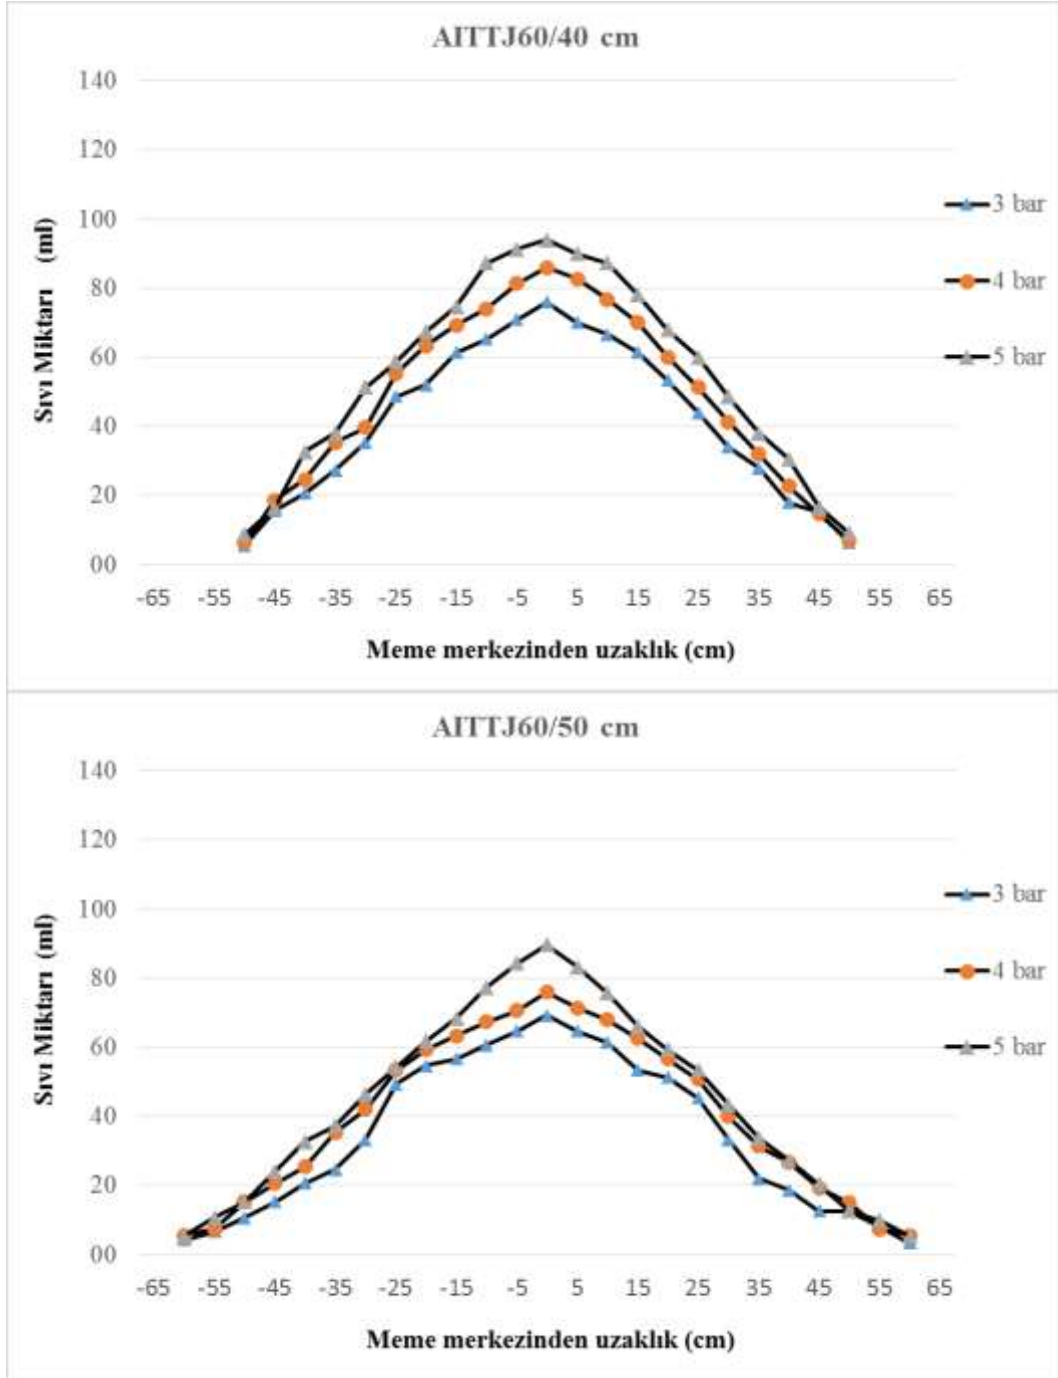 AITTJ60/40 cm
140
120
100
80
60
40
20
00
Sıvı Miktarı (ml)
3 bar
4 bar
5 bar
-65 -55 -45 -35 -25 -15 -5 5 15 25 35 45 55 65
Meme merkezinden uzaklık (cm)
AITTJ60/50 cm
140
120
100
80
60
40
20
00
Sıvı Miktarı (ml)
3 bar
4 bar
5 bar
-65 -55 -45 -35 -25 -15 -5 5 15 25 35 45 55 65
Meme merkezinden uzaklık (cm)